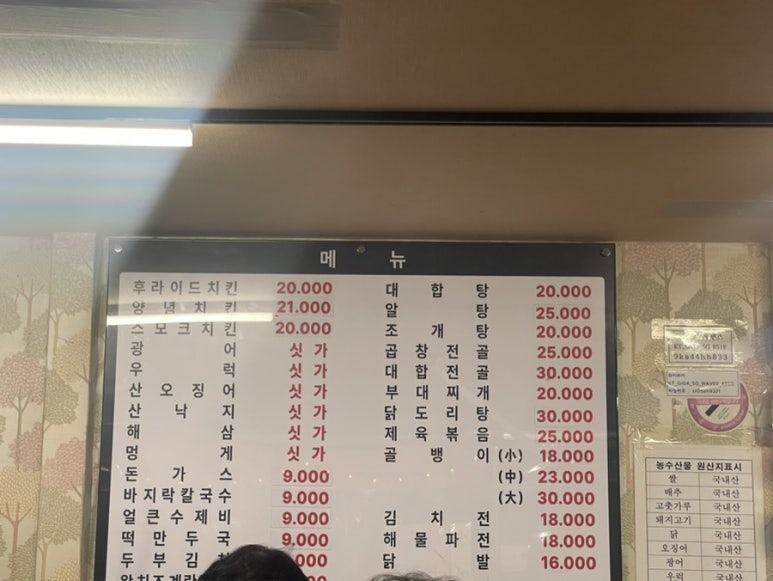 메 뉴
후라이드치킨 20.000
양념치킨 21.000
스모크치킨 20.000
광 어 싯 가
우 럭 싯 가
산 오 징 어 싯 가
산 낙 지 싯 가
해 삼 싯 가
멍 게 싯 가
돈 가 스 9.000
바지락칼국수 9.000
얼큰수제비 9.000
떡 만 두 국 9.000
두 부 김
대 합 탕 20.000
알 탕 25.000
조 개 탕 20.000
곱 창 전 골 25.000
대 합 전 골 30.000
부 대 찌 개 20.000
닭 도 리 탕 30.000
제 육 볶 음 25.000
골 뱅 이 (小) 18.000
(中) 23.000
(大) 30.000
김 치 전 18.000
해 물 파 전 18.000
닭 발 16.000
농수산물 원산지표시
쌀 국내산
배추 국내산
고춧가루 국내산
돼지고기 국내산
닭 국내산
오징어 국내산
광어 국내산
우럭 국내산